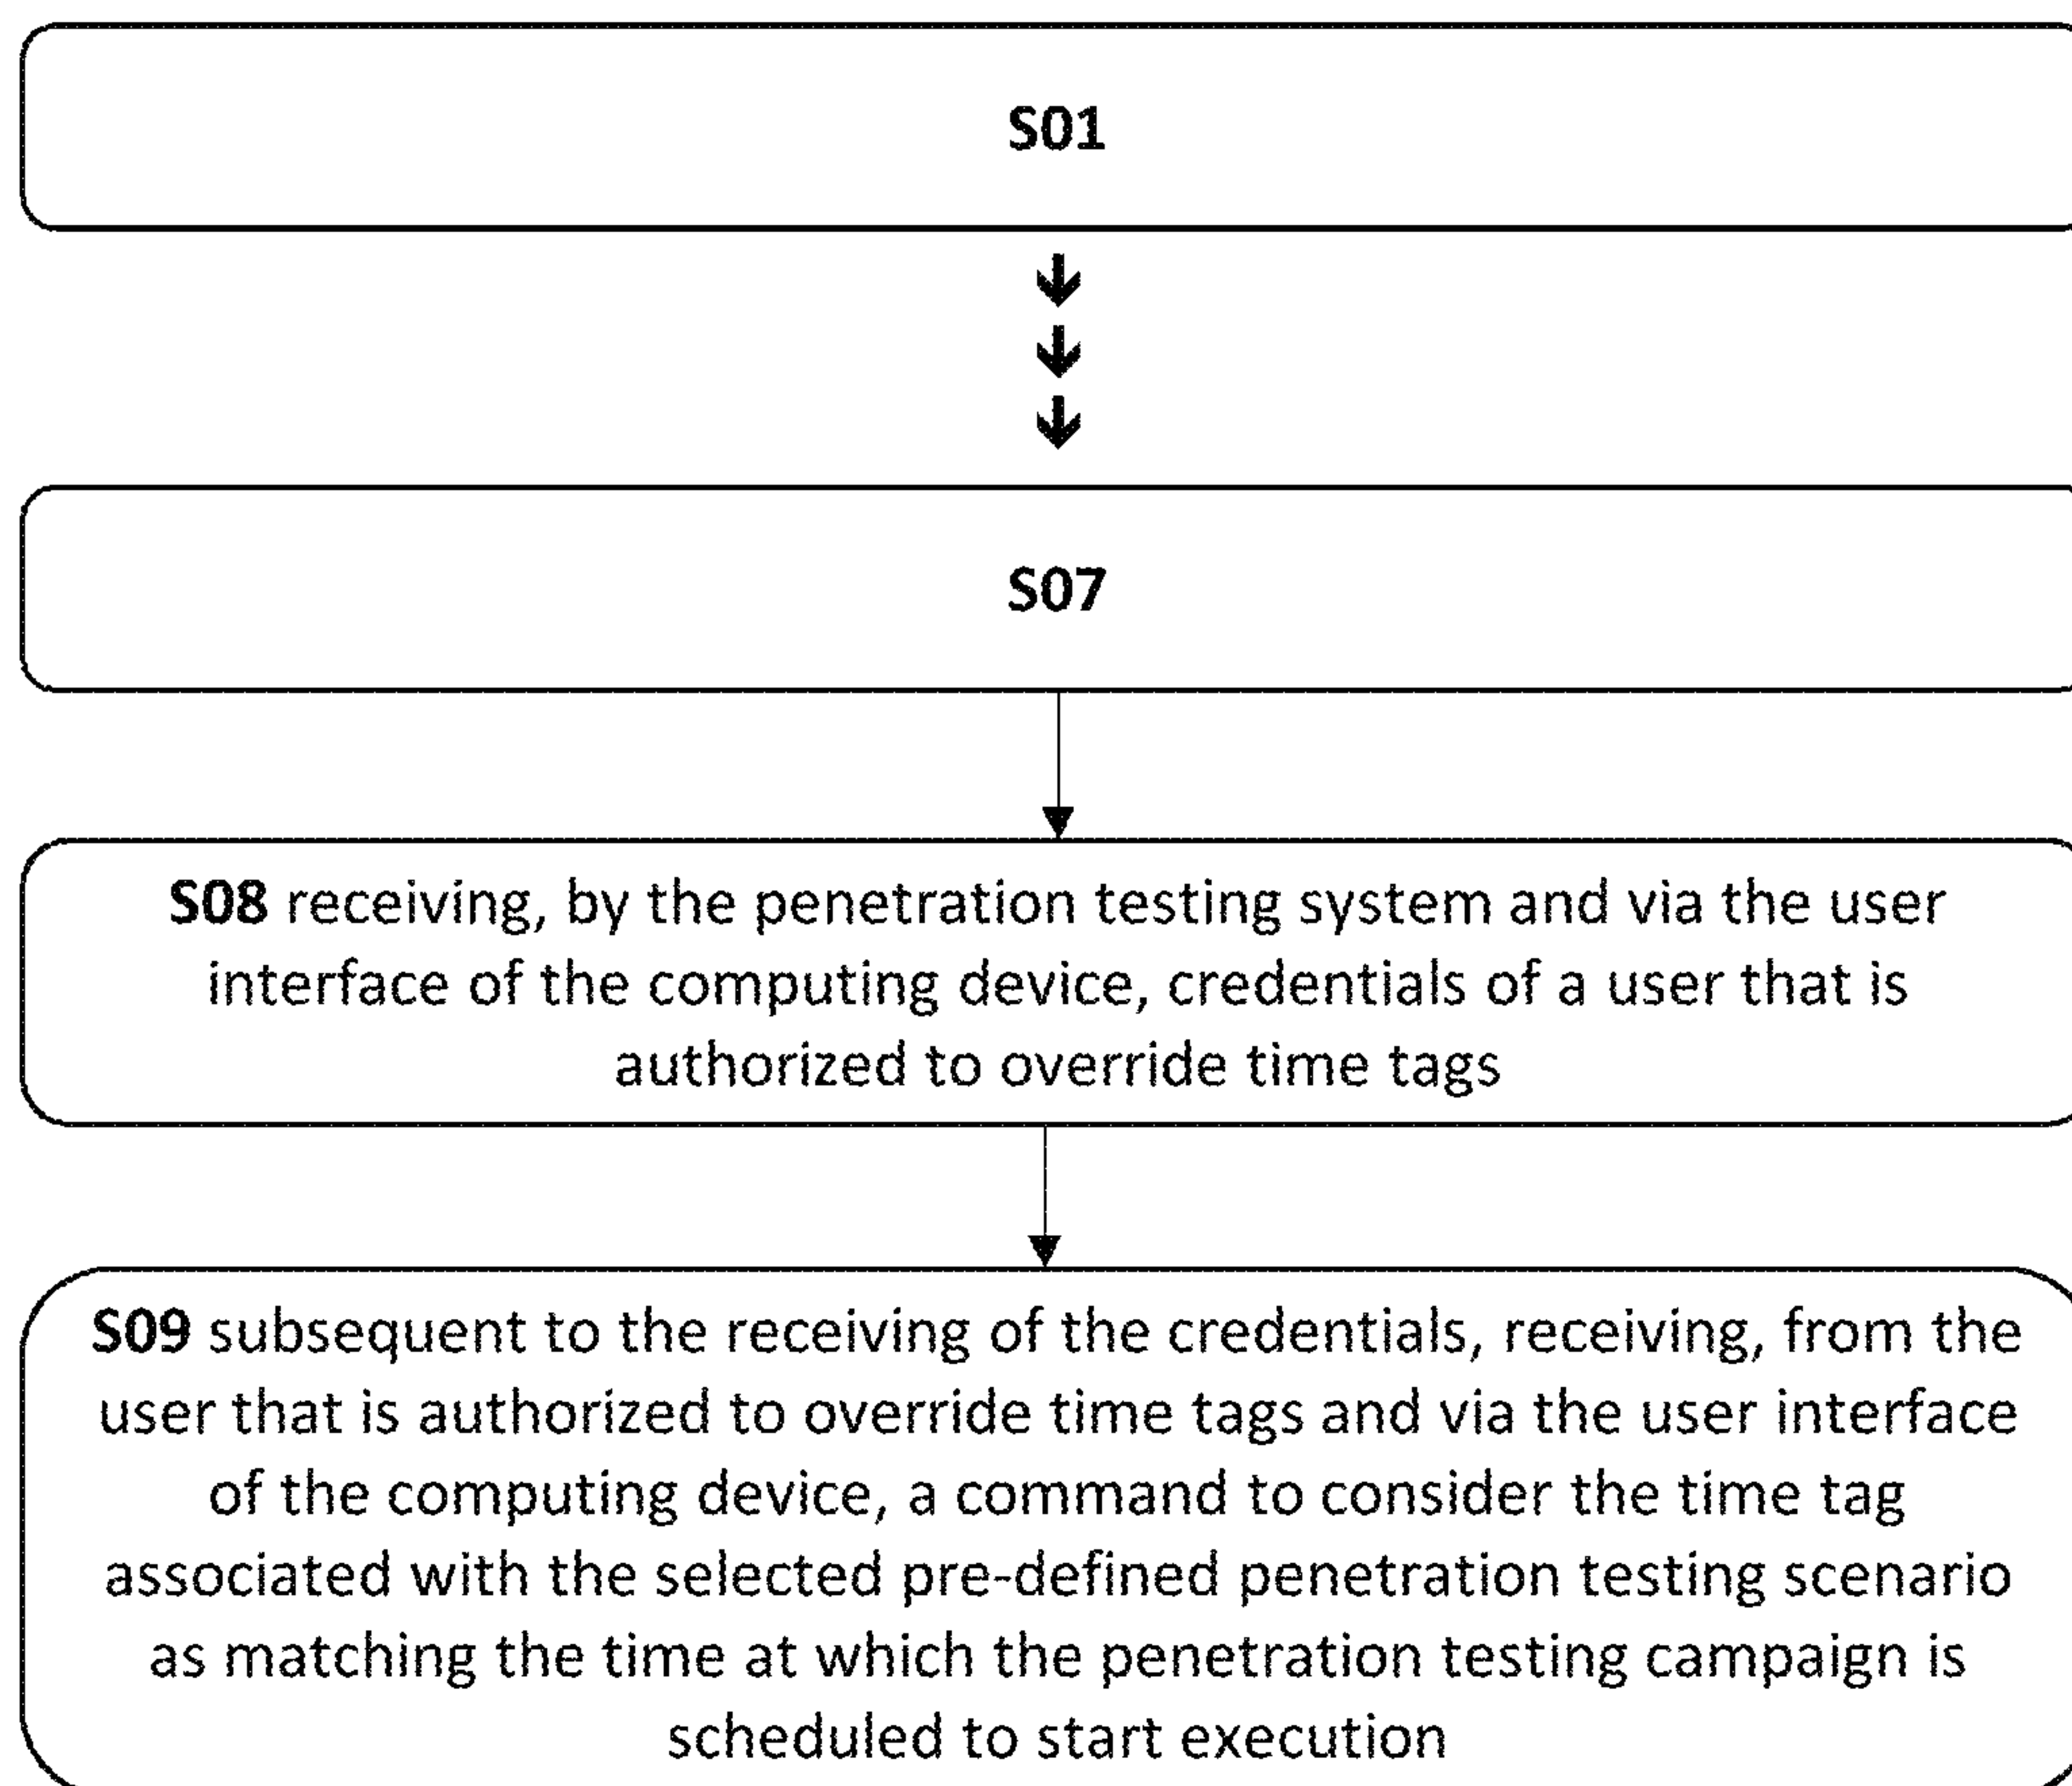 S01
S07
S08 receiving, by the penetration testing system and via the user
interface of the computing device, credentials of a user that is
authorized to override time tags
S09 subsequent to the receiving of the credentials, receiving, from the
user that is authorized to override time tags and via the user interface
of the computing device, a command to consider the time tag
associated with the selected pre-defined penetration testing scenario
as matching the time at which the penetration testing campaign is
scheduled to start execution